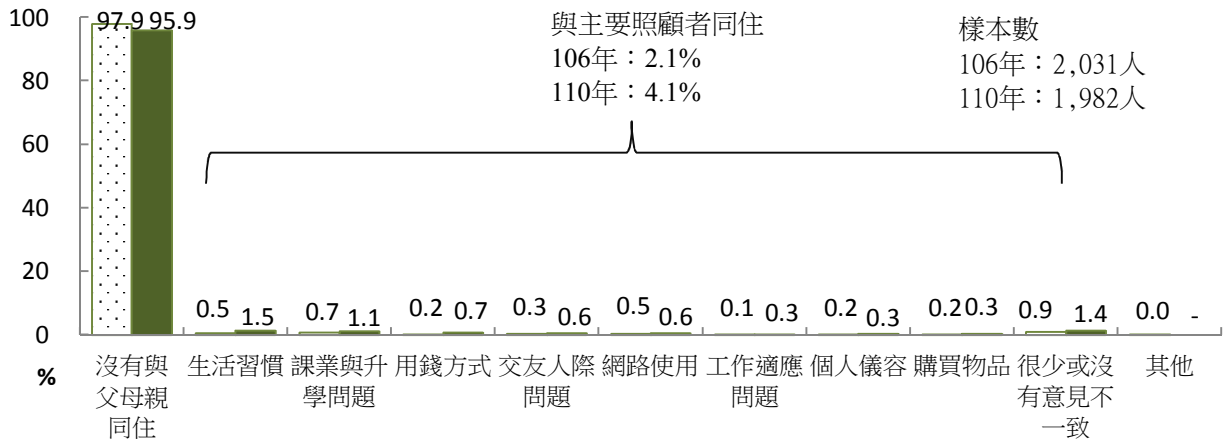 100
80
60
40
20
0
%
97.9 95.9
與主要照顧者同住
106年：2.1%
110年：4.1%
樣本數
106年：2,031人
110年：1,982人
0.5 1.5 0.7 1.1 0.2 0.7 0.3 0.6 0.5 0.6 0.1 0.3 0.2 0.3 0.2 0.3 0.9 1.4 0.0 -
沒有與
父母親
同住
生活習慣
課業與升
學問題
用錢方式
交友人際
問題
網路使用
工作適應
問題
個人儀容
購買物品
很少或沒
有意見不
一致
其他